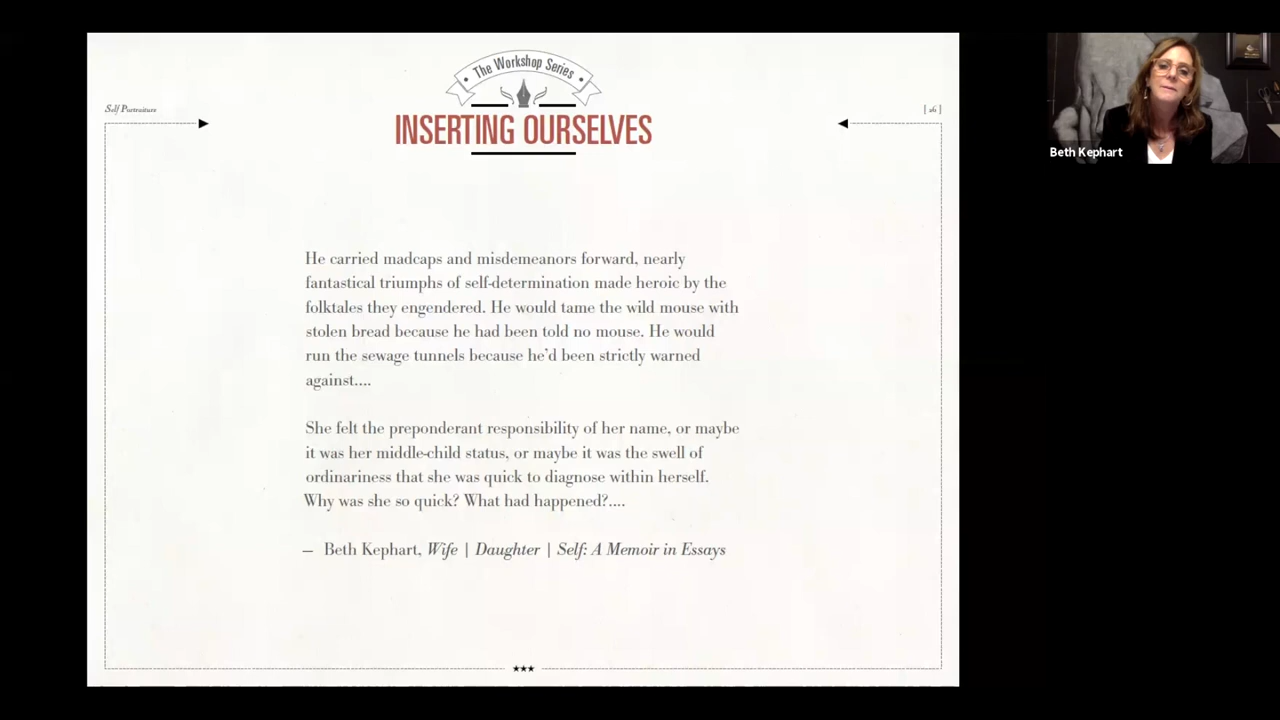 The Workshop Series
Self Portraiture
[ 26 ]
INSERTING OURSELVES
He carried madcaps and misdemeanors forward, nearly
fantastical triumphs of self-determination made heroic by the
folktales they engendered. He would tame the wild mouse with
stolen bread because he had been told no mouse. He would
run the sewage tunnels because he’d been strictly warned
against....
She felt the preponderant responsibility of her name, or maybe
it was her middle-child status, or maybe it was the swell of
ordinariness that she was quick to diagnose within herself.
Why was she so quick? What had happened?....
— Beth Kephart, Wife | Daughter | Self: A Memoir in Essays
Beth Kephart